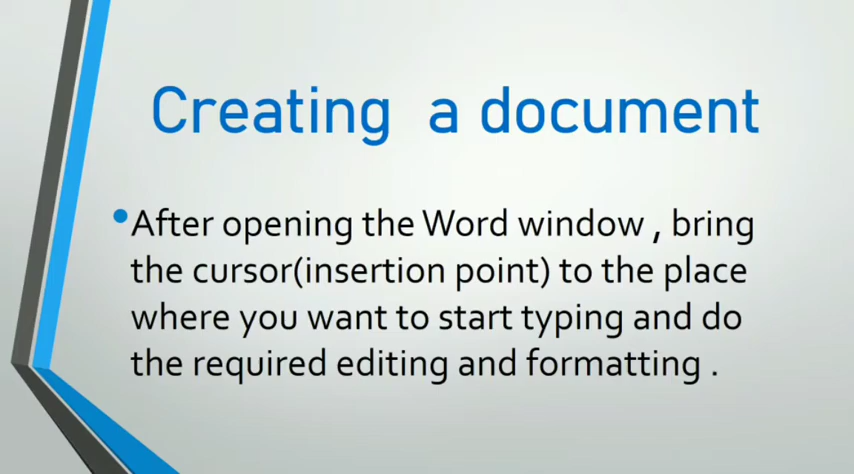 Creating a document
•After opening the Word window , bring
the cursor(insertion point) to the place
where you want to start typing and do
the required editing and formatting .